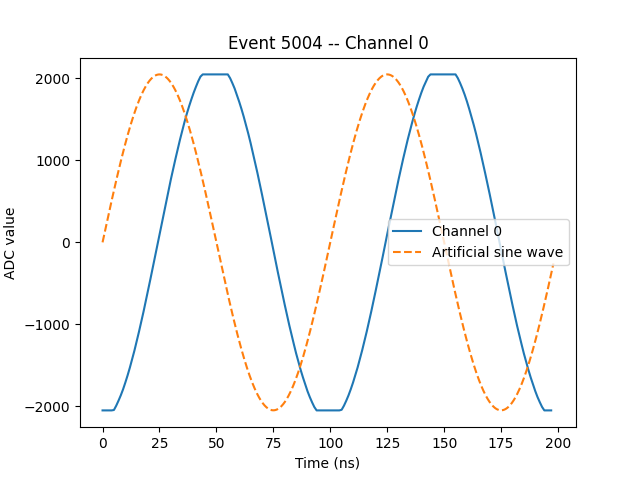 Event 5004 -- Channel 0
2000
1000
0
−1000
−2000
ADC value
Channel 0
Artificial sine wave
0
25
50
75
100
125
150
175
200
Time (ns)